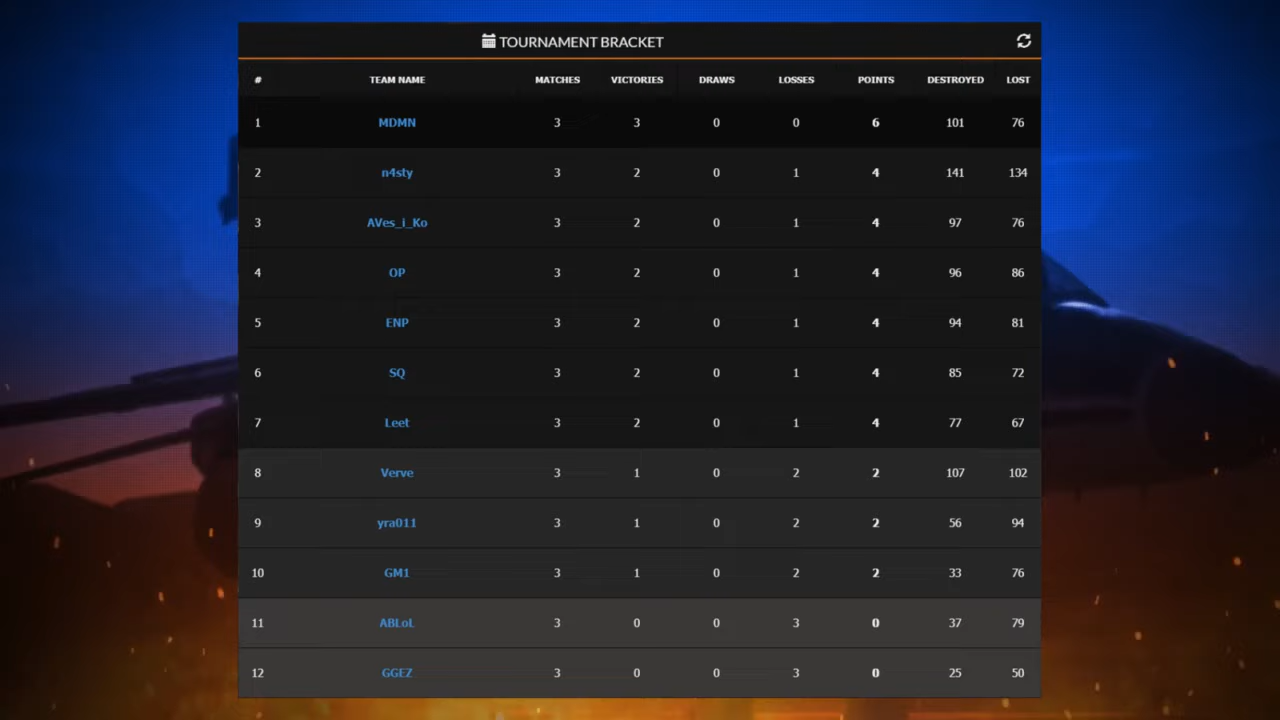 TOURNAMENT BRACKET
# TEAM NAME MATCHES VICTORIES DRAWS LOSSES POINTS DESTROYED LOST
1 MDMN 3 3 0 0 6 101 76
2 n4sty 3 2 0 1 4 141 134
3 AVes_i_Ko 3 2 0 1 4 97 76
4 OP 3 2 0 1 4 96 86
5 ENP 3 2 0 1 4 94 81
6 SQ 3 2 0 1 4 85 72
7 Leet 3 2 0 1 4 77 67
8 Verve 3 1 0 2 2 107 102
9 yra011 3 1 0 2 2 56 94
10 GM1 3 1 0 2 2 33 76
11 ABLoL 3 0 0 3 0 37 79
12 GGEZ 3 0 0 3 0 25 50